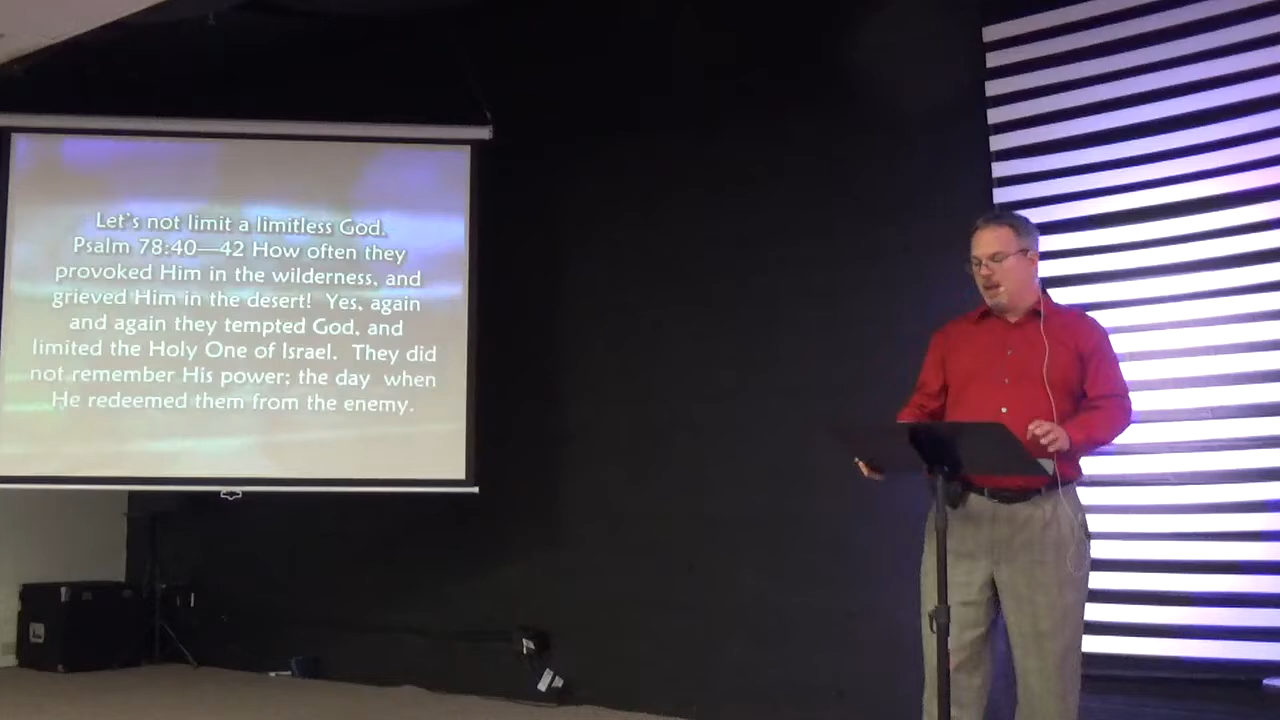 Let's not limit a limitless God.
Psalm 78:40—42 How often they
provoked Him in the wilderness, and
grieved Him in the desert!  Yes, again
and again they tempted God, and
limited the Holy One of Israel.  They did
not remember His power: the day  when
He redeemed them from the enemy.